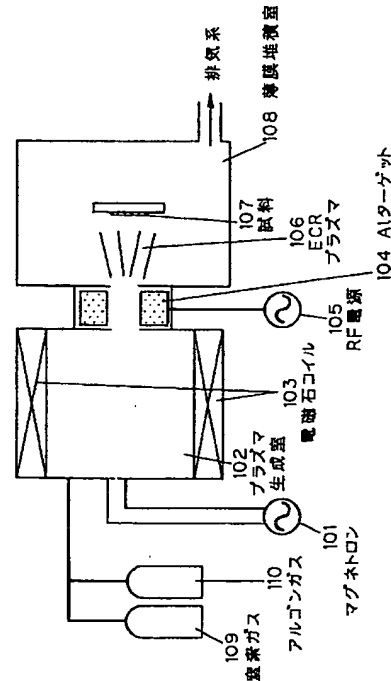 排気系
108 薄膜堆積室
107
試料
106
ECR
プラズマ
104 Alターゲット
105
RF電源
103
電磁石コイル
102
プラズマ
生成室
101
マグネトロン
110
アルゴンガス
109
窒素ガス